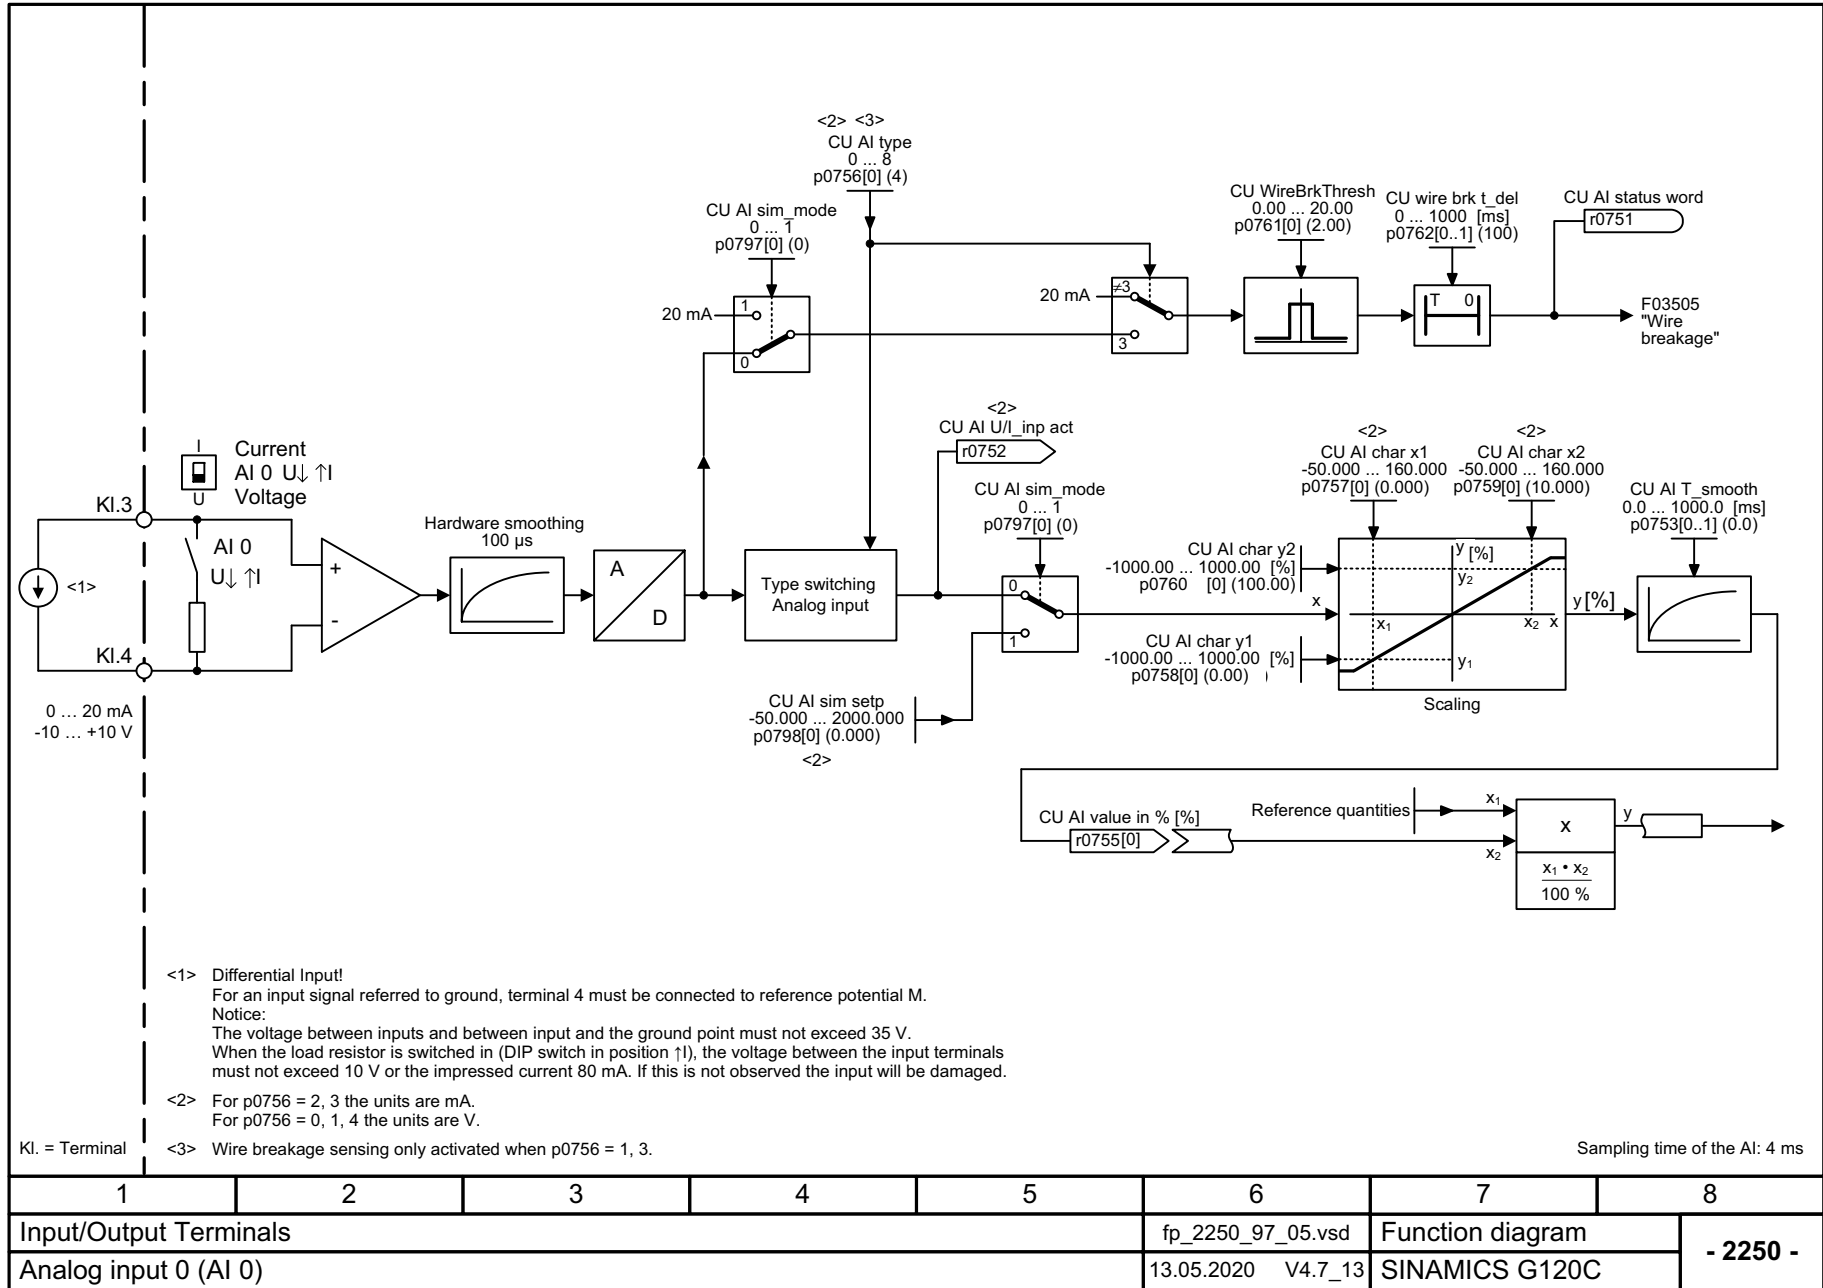 <2> <3>
CU AI type
0 ... 8
p0756[0] (4)
CU AI sim_mode
0 ... 1
p0797[0] (0)
CU WireBrkThresh
0.00 ... 20.00
p0761[0] (2.00)
CU wire brk t_del
0 ... 1000 [ms]
p0762[0..1] (100)
CU AI status word
r0751
20 mA
1
0
20 mA
≠3
3
T 0
F03505
"Wire
breakage"
I
U
Current
AI 0 U↓ ↑I
Voltage
Kl.3
<1>
AI 0
U↓ ↑I
Kl.4
0 ... 20 mA
-10 ... +10 V
+
-
Hardware smoothing
100 µs
A
D
Type switching
Analog input
<2>
CU AI U/I_inp act
r0752
CU AI sim_mode
0 ... 1
p0797[0] (0)
0
1
CU AI sim setp
-50.000 ... 2000.000
p0798[0] (0.000)
<2>
<2>
CU AI char x1
-50.000 ... 160.000
p0757[0] (0.000)
<2>
CU AI char x2
-50.000 ... 160.000
p0759[0] (10.000)
CU AI T_smooth
0.0 ... 1000.0 [ms]
p0753[0..1] (0.0)
CU AI char y2
-1000.00 ... 1000.00 [%]
p0760 [0] (100.00)
x
CU AI char y1
-1000.00 ... 1000.00 [%]
p0758[0] (0.00) )
y [%]
y2
x1
x2 x
y1
Scaling
y[%]
CU AI value in % [%]
r0755[0]
Reference quantities
x1
x2
x
x1 • x2
100 %
y
<1> Differential Input!
For an input signal referred to ground, terminal 4 must be connected to reference potential M.
Notice:
The voltage between inputs and between input and the ground point must not exceed 35 V.
When the load resistor is switched in (DIP switch in position ↑I), the voltage between the input terminals
must not exceed 10 V or the impressed current 80 mA. If this is not observed the input will be damaged.
<2> For p0756 = 2, 3 the units are mA.
For p0756 = 0, 1, 4 the units are V.
Kl. = Terminal
<3> Wire breakage sensing only activated when p0756 = 1, 3.
Sampling time of the AI: 4 ms
1 2 3 4 5 6 7 8
Input/Output Terminals
fp_2250_97_05.vsd
Function diagram
- 2250 -
Analog input 0 (AI 0)
13.05.2020 V4.7_13
SINAMICS G120C